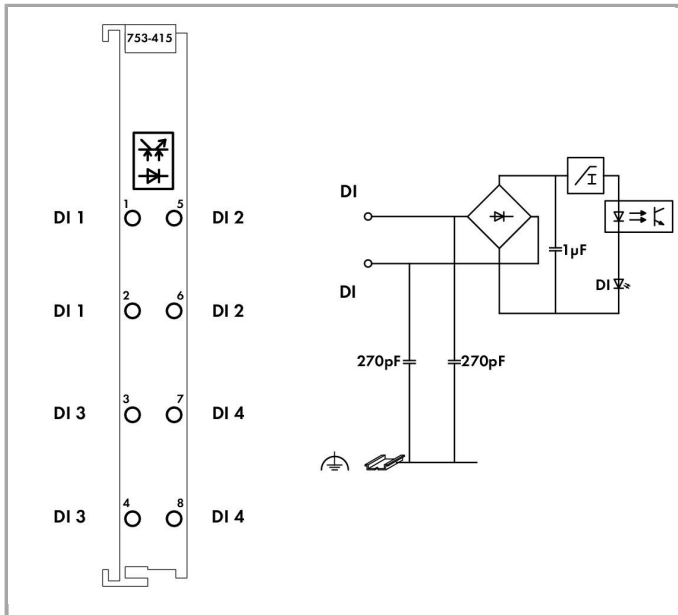 753-415
1 5
DI 1 DI 2
2 6
DI 1 DI 2
3 7
DI 3 DI 4
4 8
DI 3 DI 4
I
DI
1µF
DI
DI
270pF 270pF